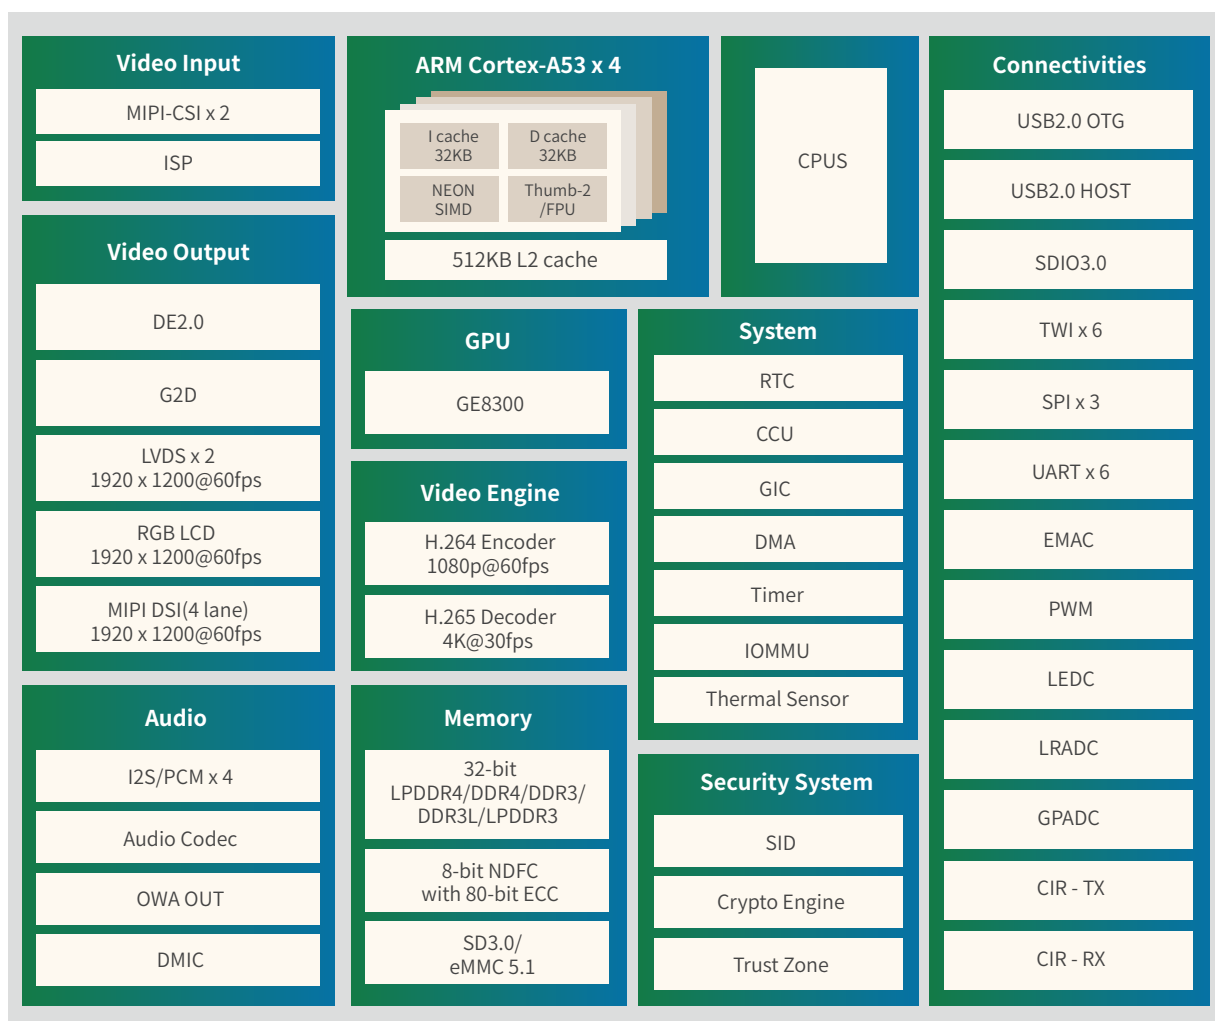 Video Input
MIPI-CSI x 2
ISP
Video Output
DE2.0
G2D
LVDS x 2
1920 x 1200@60fps
RGB LCD
1920 x 1200@60fps
MIPI DSI(4 lane)
1920 x 1200@60fps
Audio
I2S/PCM x 4
Audio Codec
OWA OUT
DMIC
ARM Cortex-A53 x 4
I cache
32KB
D cache
32KB
NEON
SIMD
Thumb-2
/FPU
512KB L2 cache
CPUS
GPU
GE8300
Video Engine
H.264 Encoder
1080p@60fps
H.265 Decoder
4K@30fps
Memory
32-bit
LPDDR4/DDR4/DDR3/
DDR3L/LPDDR3
8-bit NDFC
with 80-bit ECC
SD3.0/
eMMC 5.1
System
RTC
CCU
GIC
DMA
Timer
IOMMU
Thermal Sensor
Security System
SID
Crypto Engine
Trust Zone
Connectivities
USB2.0 OTG
USB2.0 HOST
SDIO3.0
TWI x 6
SPI x 3
UART x 6
EMAC
PWM
LEDC
LRADC
GPADC
CIR - TX
CIR - RX